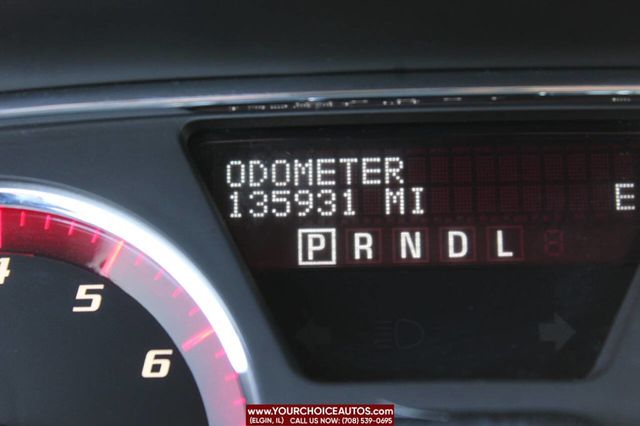 ODOMETER
135931 MI E
P R N D L
4
5
6
WWW.YOURCHOICEAUTOS.COM
(ELGIN, IL) CALL US NOW: (708) 539-0695